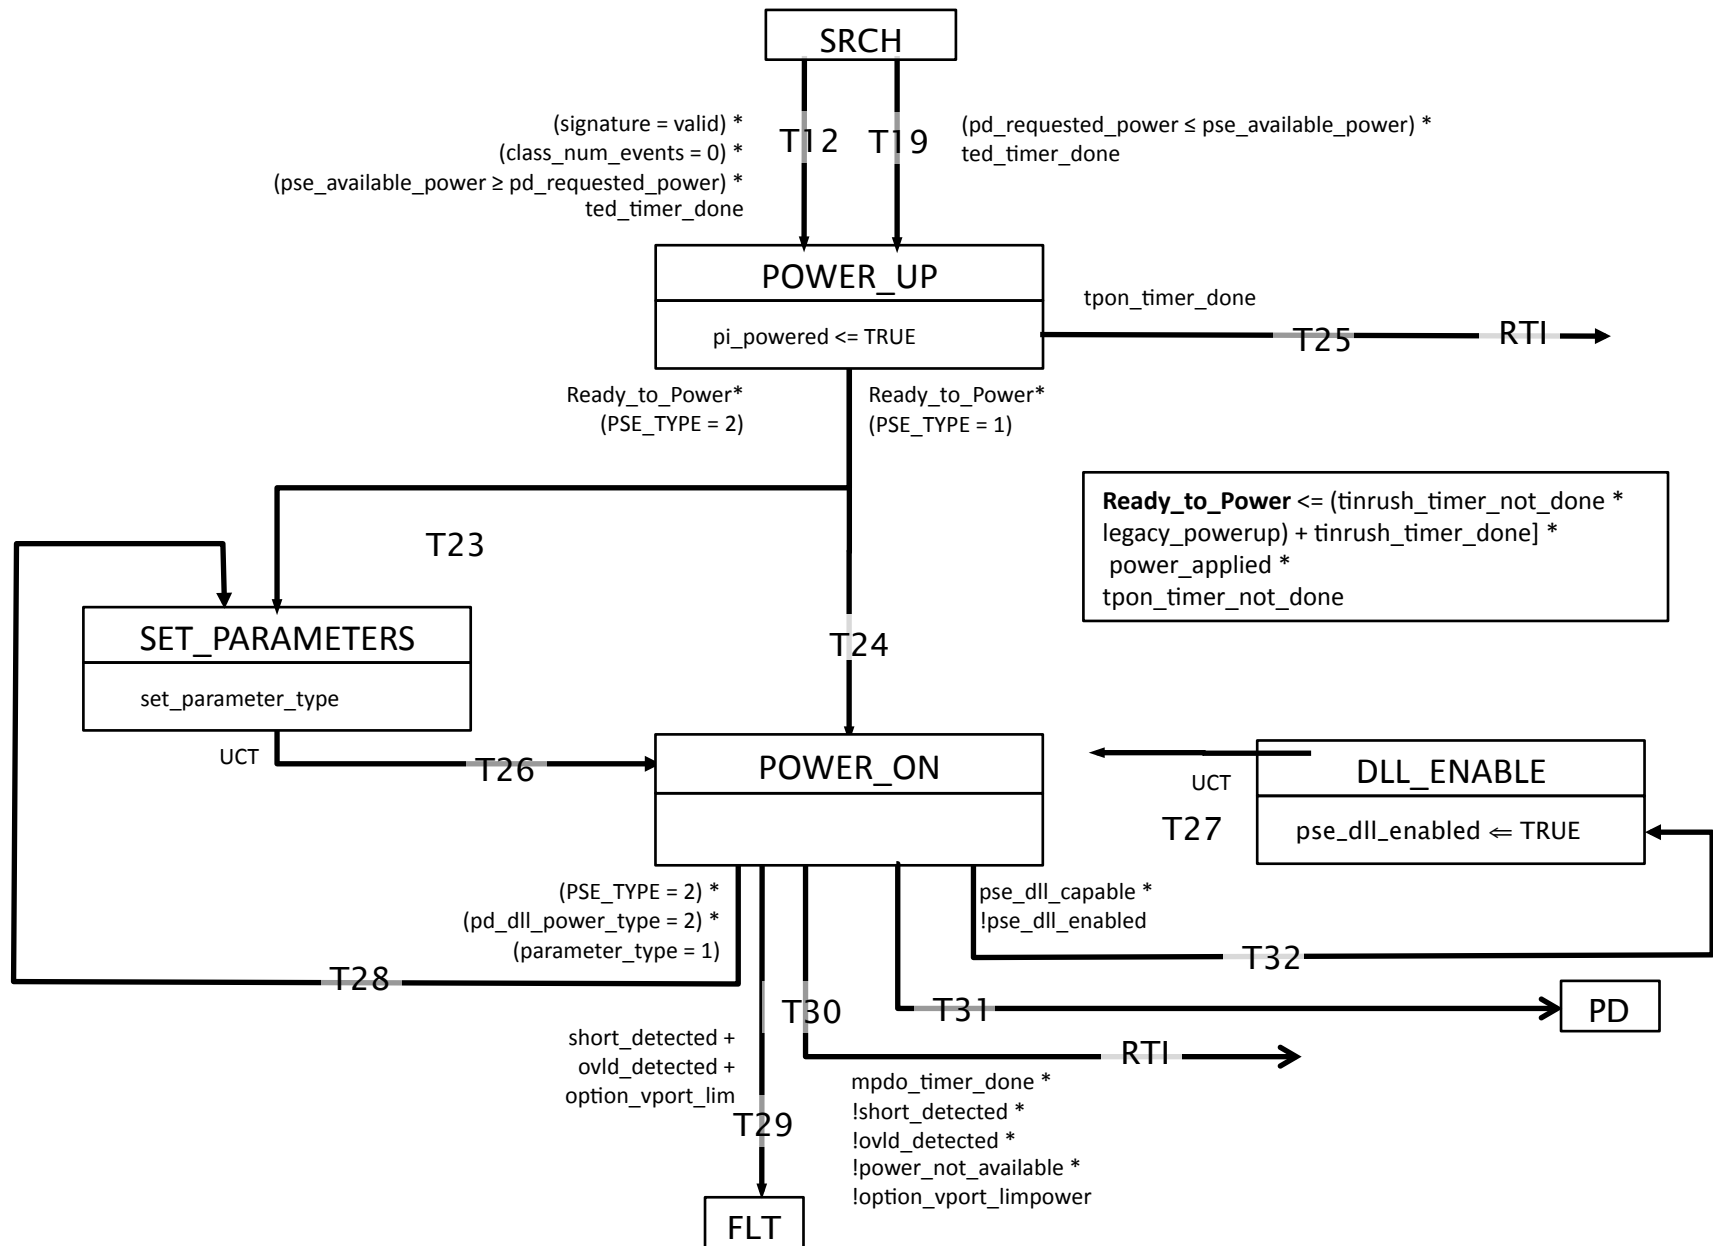 SRCH
(signature = valid) *
(class_num_events = 0) *
(pse_available_power ≥ pd_requested_power) *
ted_timer_done
T12
T19
(pd_requested_power ≤ pse_available_power) *
ted_timer_done
POWER_UP
pi_powered <= TRUE
tpon_timer_done
T25
RTI
Ready_to_Power*
(PSE_TYPE = 2)
Ready_to_Power*
(PSE_TYPE = 1)
Ready_to_Power <= (tinrush_timer_not_done *
legacy_powerup) + tinrush_timer_done] *
power_applied *
tpon_timer_not_done
T23
T24
SET_PARAMETERS
set_parameter_type
UCT
T26
POWER_ON
UCT
T27
DLL_ENABLE
pse_dll_enabled ⇐ TRUE
(PSE_TYPE = 2) *
(pd_dll_power_type = 2) *
(parameter_type = 1)
pse_dll_capable *
!pse_dll_enabled
T32
T28
T30
T31
PD
short_detected +
ovld_detected +
option_vport_lim
T29
RTI
mpdo_timer_done *
!short_detected *
!ovld_detected *
!power_not_available *
!option_vport_limpower
FLT